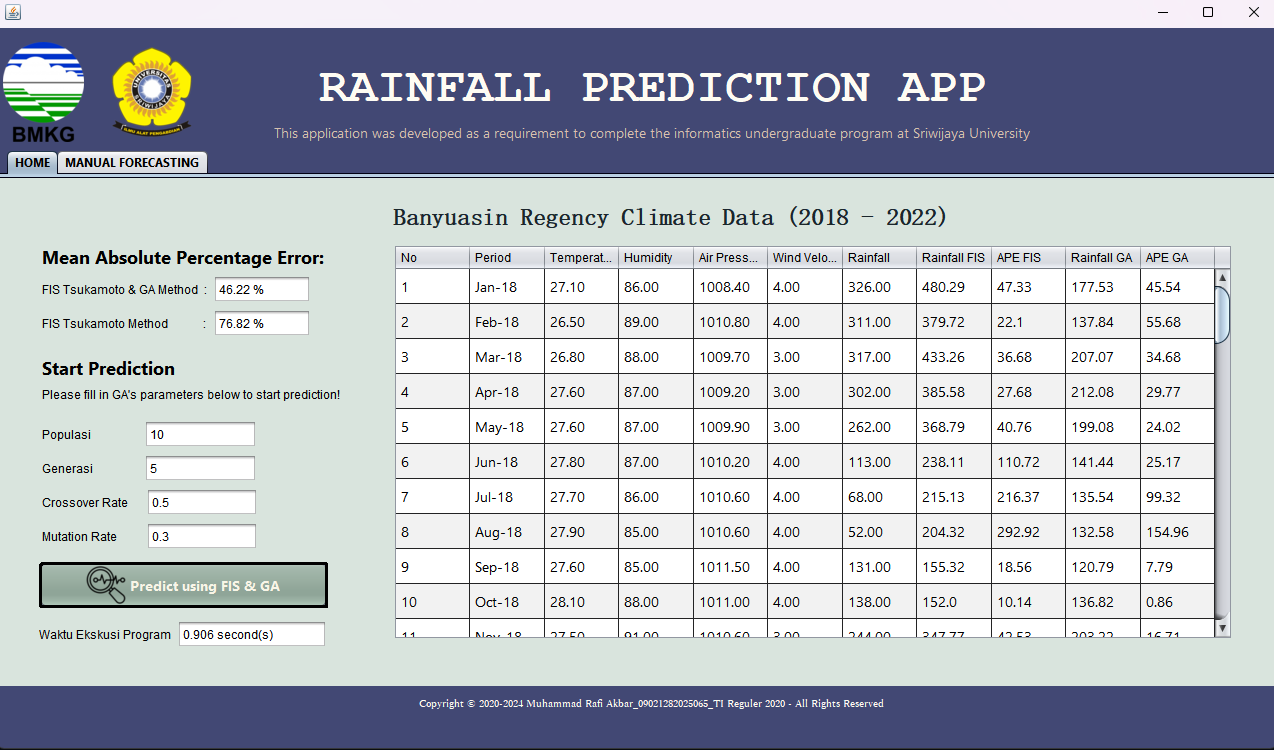 RAINFALL PREDICTION APP
This application was developed as a requirement to complete the informatics undergraduate program at Sriwijaya University
BMKG
UNIVERSITAS SRIWIJAYA
ILMU ALAT PENGABDIAN
HOME MANUAL FORECASTING
Banyuasin Regency Climate Data (2018 - 2022)
Mean Absolute Percentage Error:
FIS Tsukamoto & GA Method : 46.22 %
FIS Tsukamoto Method : 76.82 %
Start Prediction
Please fill in GA's parameters below to start prediction!
Populasi 10
Generasi 5
Crossover Rate 0.5
Mutation Rate 0.3
Predict using FIS & GA
Waktu Ekskusi Program 0.906 second(s)
No Period Temperat... Humidity Air Press... Wind Velo... Rainfall Rainfall FIS APE FIS Rainfall GA APE GA
1 Jan-18 27.10 86.00 1008.40 4.00 326.00 480.29 47.33 177.53 45.54
2 Feb-18 26.50 89.00 1010.80 4.00 311.00 379.72 22.1 137.84 55.68
3 Mar-18 26.80 88.00 1009.70 3.00 317.00 433.26 36.68 207.07 34.68
4 Apr-18 27.60 87.00 1009.20 3.00 302.00 385.58 27.68 212.08 29.77
5 May-18 27.60 87.00 1009.90 3.00 262.00 368.79 40.76 199.08 24.02
6 Jun-18 27.80 87.00 1010.20 4.00 113.00 238.11 110.72 141.44 25.17
7 Jul-18 27.70 86.00 1010.60 4.00 68.00 215.13 216.37 135.54 99.32
8 Aug-18 27.90 85.00 1010.60 4.00 52.00 204.32 292.92 132.58 154.96
9 Sep-18 27.60 85.00 1011.50 4.00 131.00 155.32 18.56 120.79 7.79
10 Oct-18 28.10 88.00 1011.00 4.00 138.00 152.0 10.14 136.82 0.86
11 Nov-18 27.50 91.00 1010.60 3.00 244.00 347.77 42.53 203.22 16.71
Copyright © 2020-2024 Muhammad Rafi Akbar_09021282025065_TI Reguler 2020 - All Rights Reserved